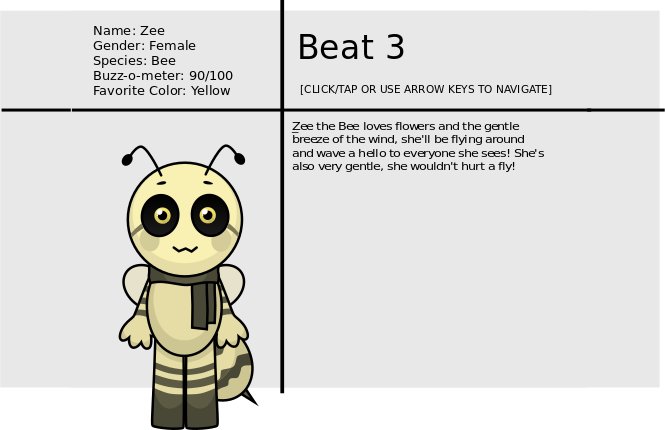 Name: Zee
Gender: Female
Species: Bee
Buzz-o-meter: 90/100
Favorite Color: Yellow
Beat 3
[CLICK/TAP OR USE ARROW KEYS TO NAVIGATE]
Zee the Bee loves flowers and the gentle
breeze of the wind, she'll be flying around
and wave a hello to everyone she sees! She's
also very gentle, she wouldn't hurt a fly!